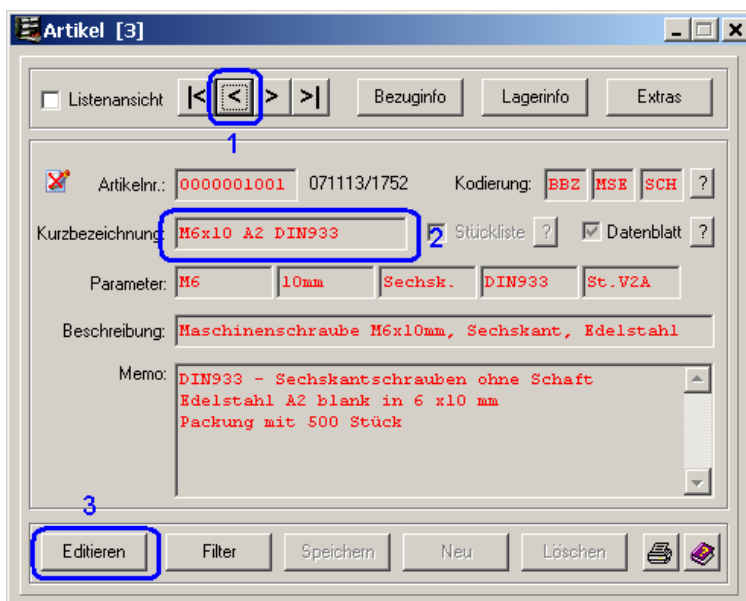 Artikel [3]
Listenansicht |< < > >| Bezuginfo Lagerinfo Extras
1
Artikelnr.: 0000001001 071113/1752 Kodierung: BBZ MSE SCH ?
Kurzbezeichnung: M6x10 A2 DIN933 2 Stückliste ? Datenblatt ?
Parameter: M6 10mm Sechsk. DIN933 St.V2A
Beschreibung: Maschinenschraube M6x10mm, Sechskant, Edelstahl
Memo: DIN933 - Sechskantschrauben ohne Schaft
Edelstahl A2 blank in 6 x10 mm
Packung mit 500 Stück
3
Editieren Filter Speichern Neu Löschen